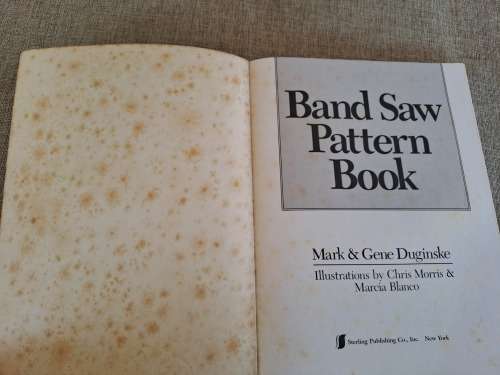 Band Saw
Pattern
Book
Mark & Gene Duginske
Illustrations by Chris Morris &
Marcia Blanco
Sterling Publishing Co., Inc. New York